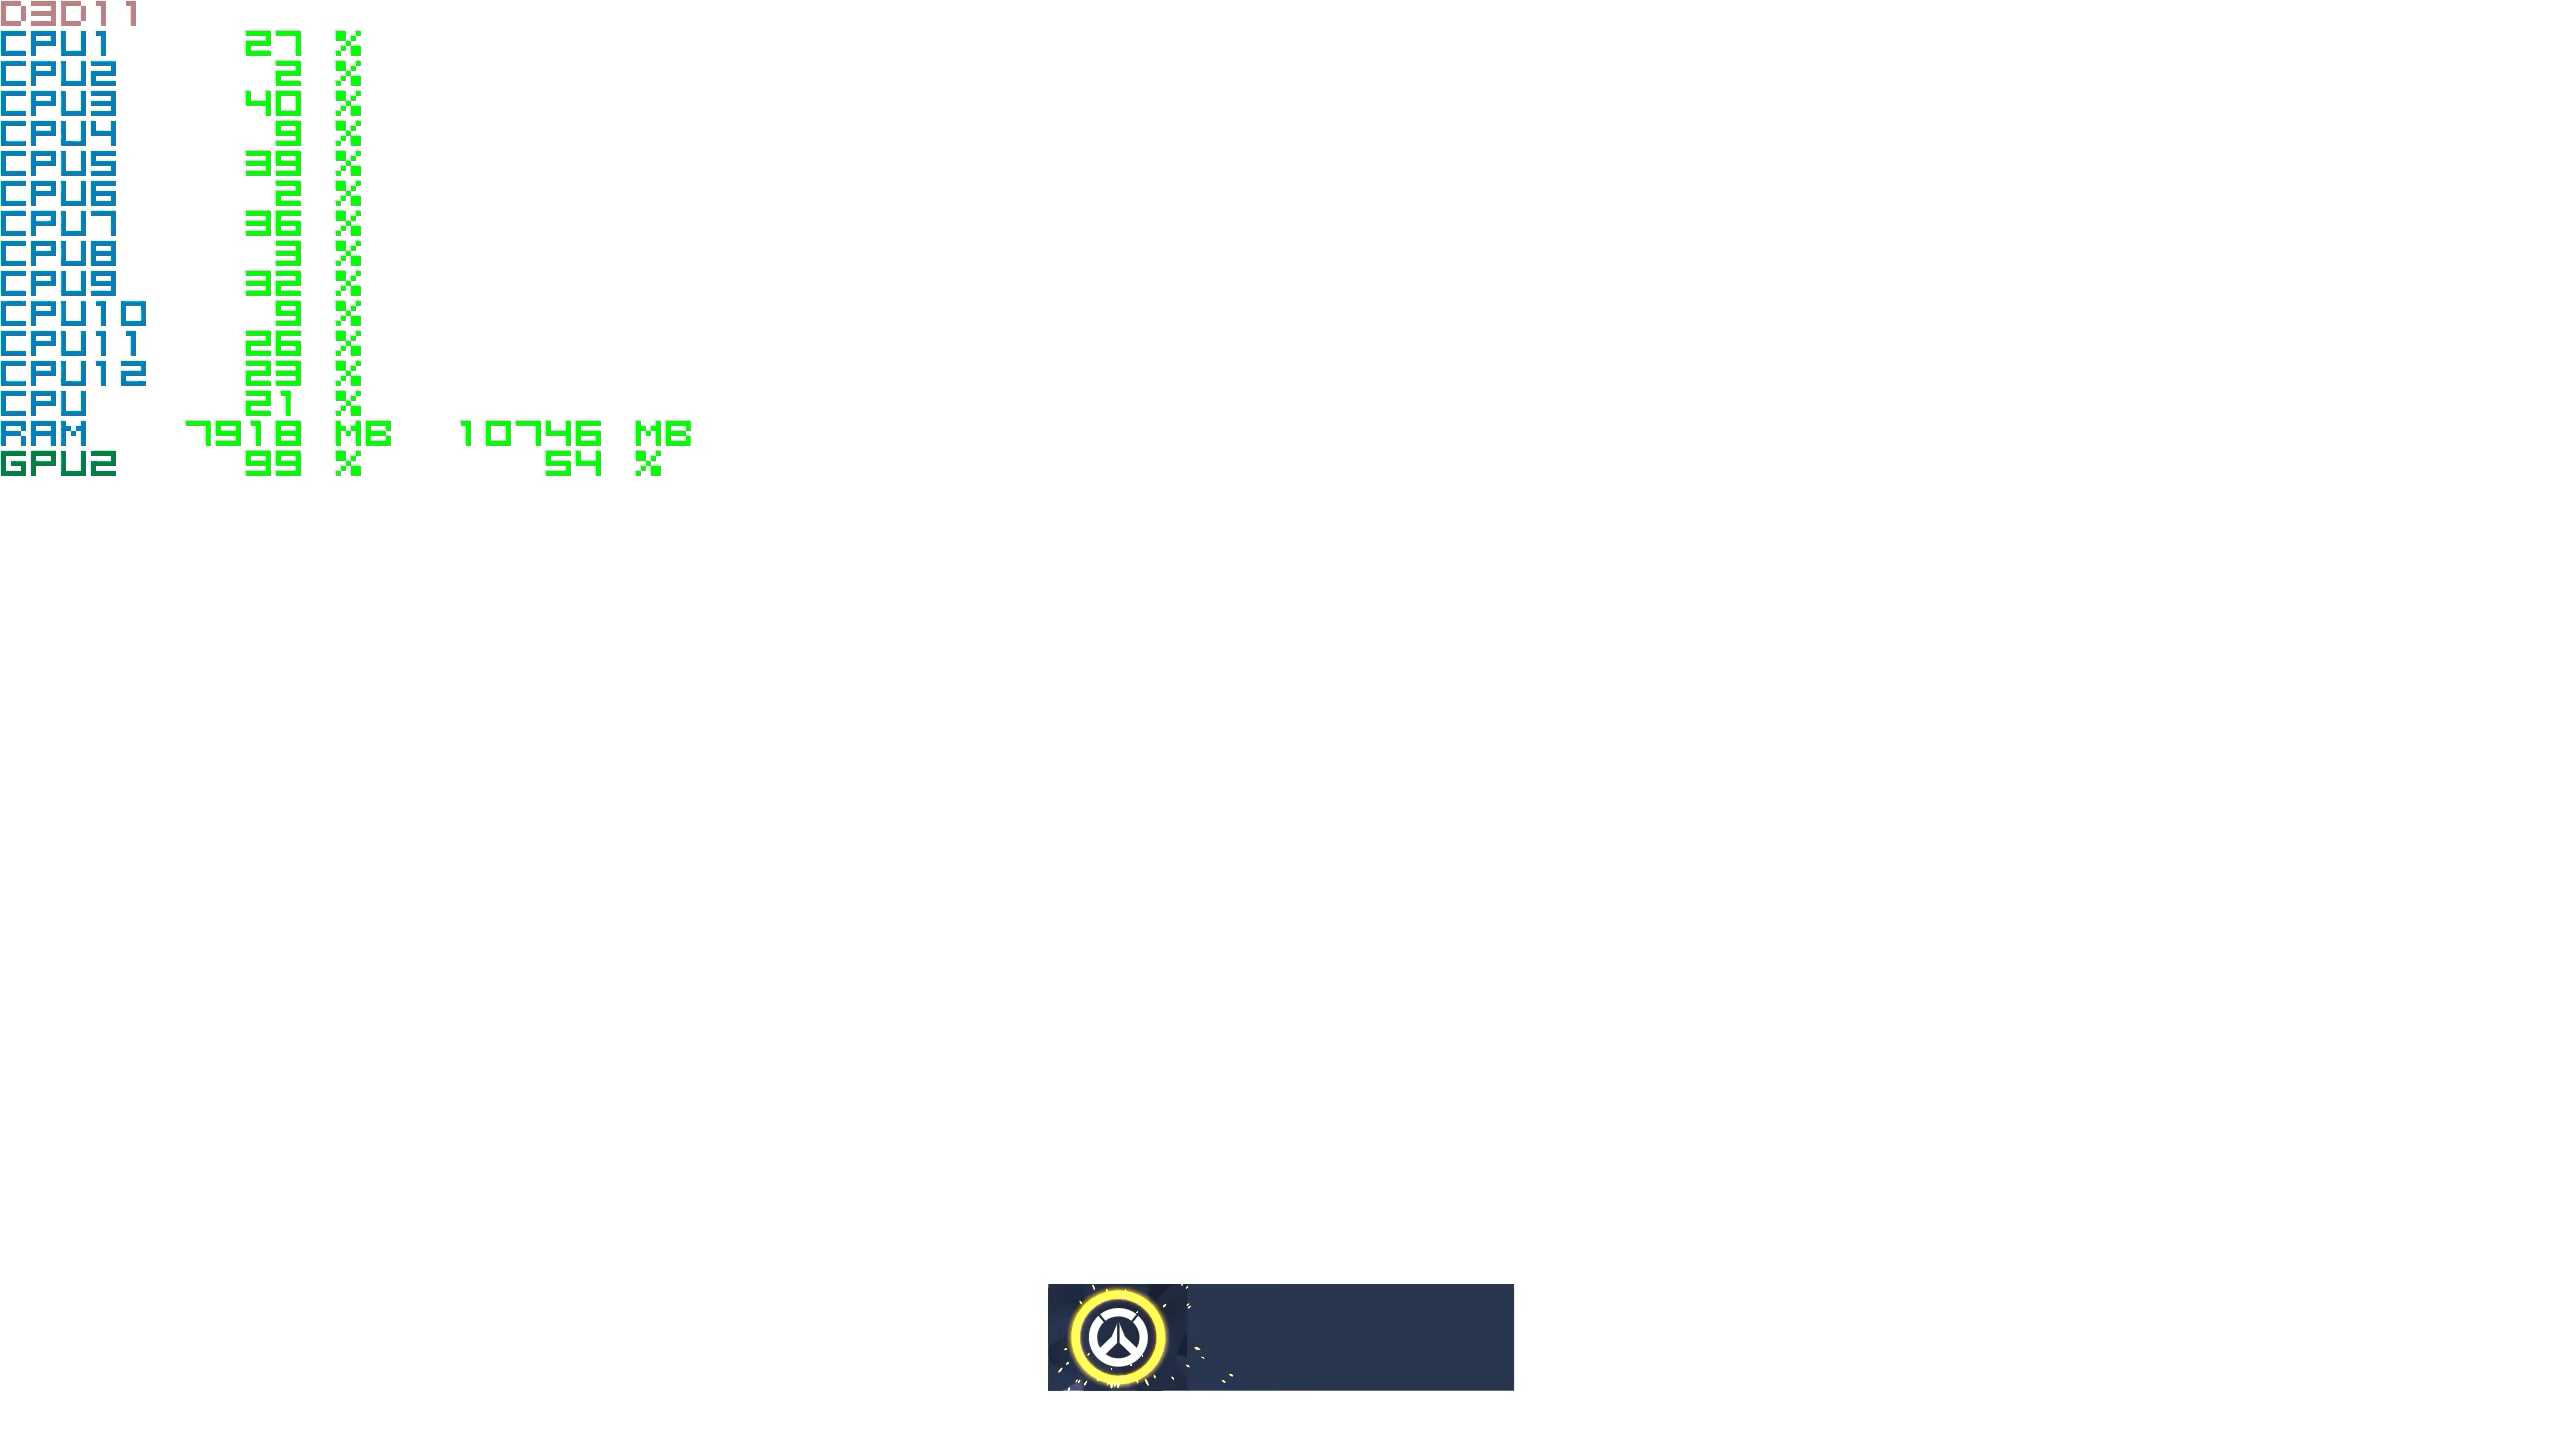 D3D11
CPU1 27 %
CPU2 2 %
CPU3 40 %
CPU4 9 %
CPU5 39 %
CPU6 2 %
CPU7 36 %
CPU8 3 %
CPU9 32 %
CPU10 9 %
CPU11 26 %
CPU12 23 %
CPU 21 %
RAM 7918 MB 10746 MB
GPU2 99 % 54 %